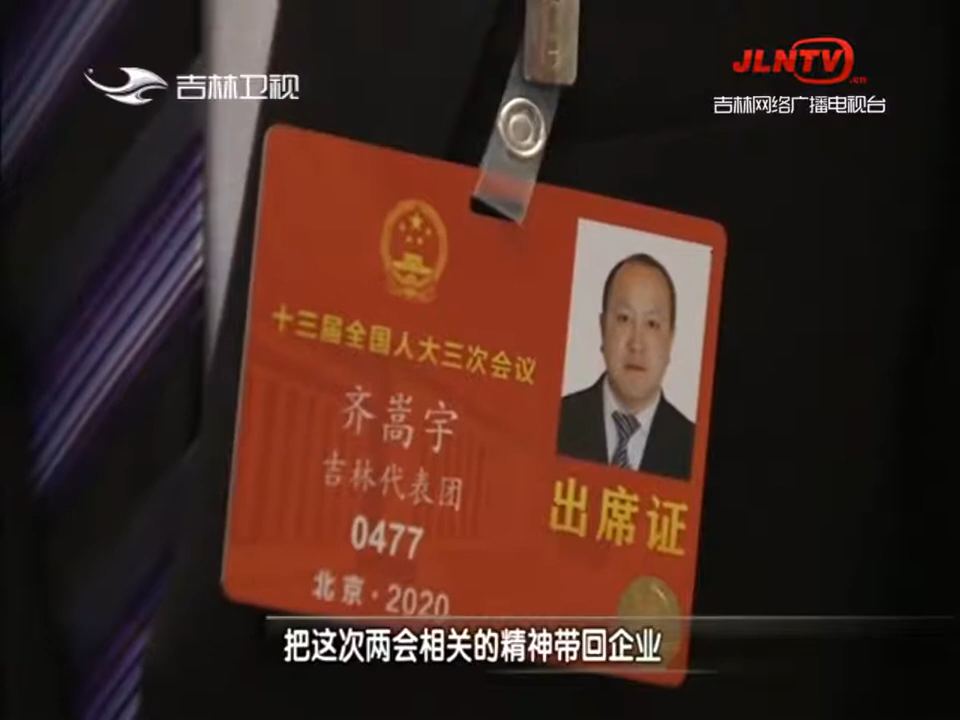 吉林卫视
JLNTV.cn
吉林网络广播电视台
十三届全国人大三次会议
齐嵩宇
吉林代表团
0477
北京·2020
出席证
把这次两会相关的精神带回企业